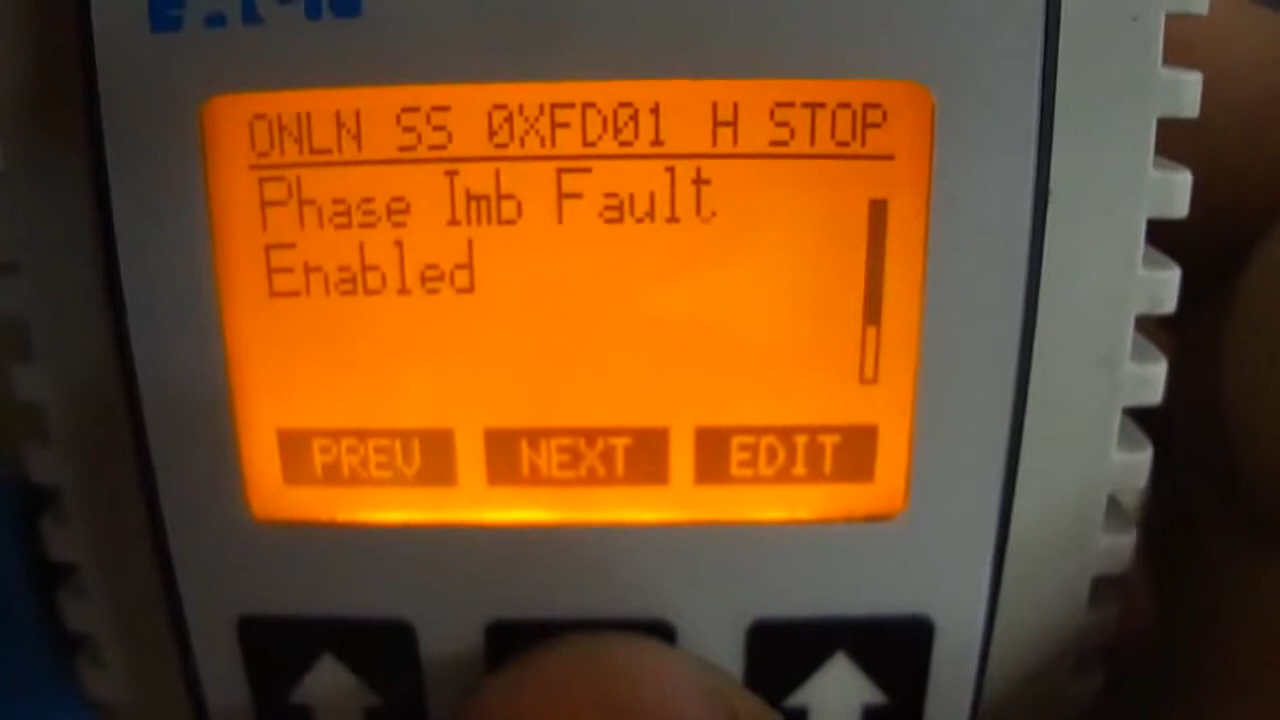 ONLN SS 0XFD01 H STOP
Phase Imb Fault
Enabled
PREV NEXT EDIT